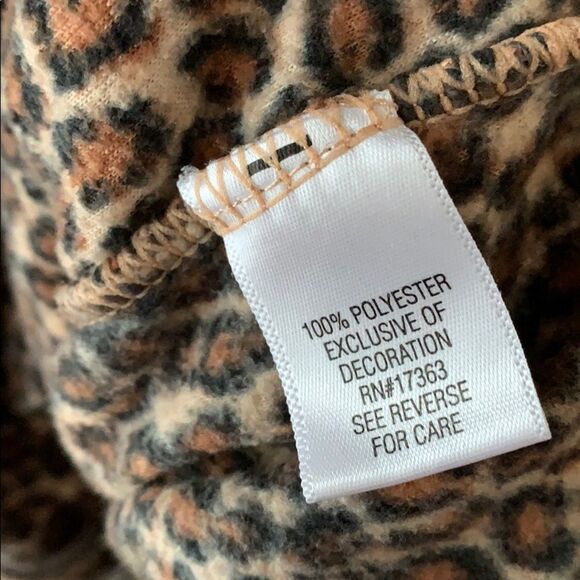 100% POLYESTER
EXCLUSIVE OF
DECORATION
RN#17363
SEE REVERSE
FOR CARE